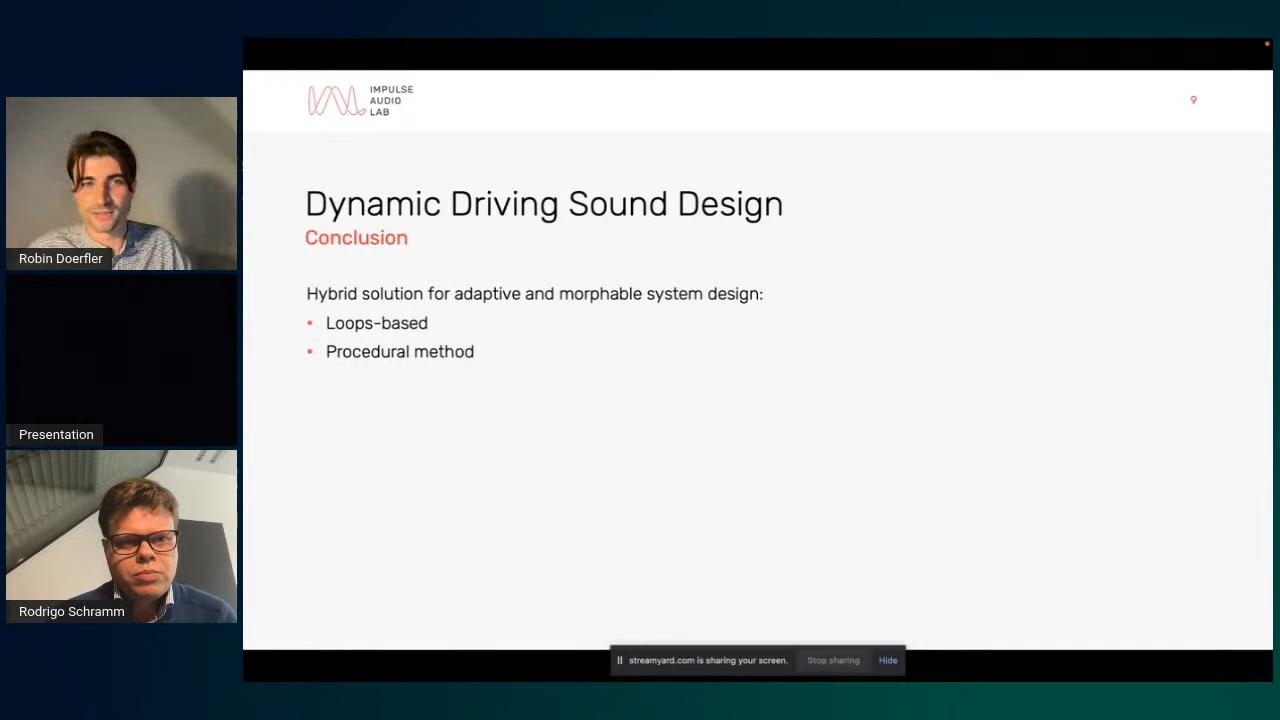 IMPULSE
AUDIO
LAB
9
Dynamic Driving Sound Design
Conclusion
Hybrid solution for adaptive and morphable system design:
• Loops-based
• Procedural method
Robin Doerfler
Presentation
Rodrigo Schramm
streamyard.com is sharing your screen.
Stop sharing
Hide